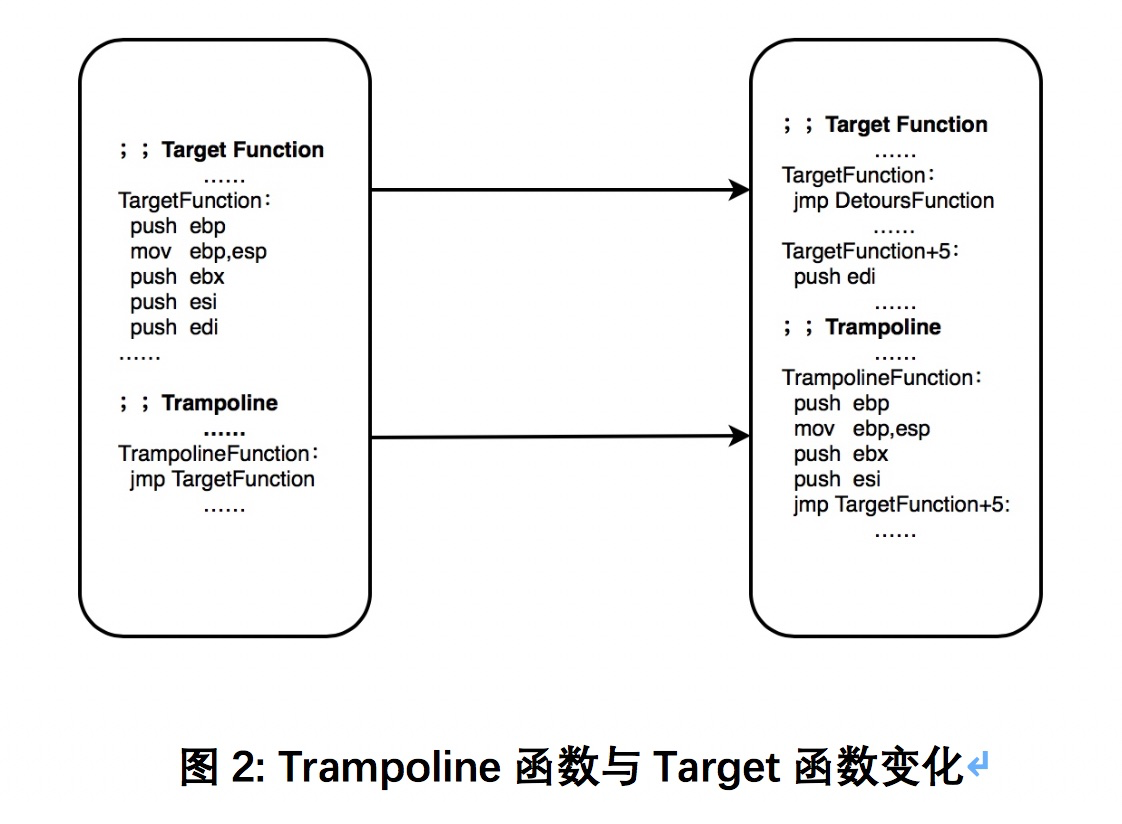 ； ； Target Function
......
TargetFunction：
push ebp
mov ebp,esp
push ebx
push esi
push edi
......
； ； Trampoline
......
TrampolineFunction：
jmp TargetFunction
......
； ； Target Function
......
TargetFunction：
jmp DetoursFunction
......
TargetFunction+5：
push edi
......
； ； Trampoline
......
TrampolineFunction：
push ebp
mov ebp,esp
push ebx
push esi
jmp TargetFunction+5:
......
图 2: Trampoline 函数与 Target 函数变化↵